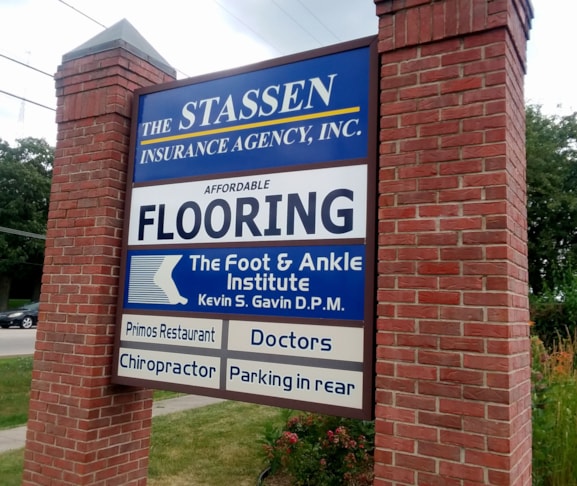 THE STASSEN
INSURANCE AGENCY, INC.
AFFORDABLE
FLOORING
The Foot & Ankle
Institute
Kevin S. Gavin D.P.M.
Primos Restaurant
Doctors
Chiropractor
Parking in rear